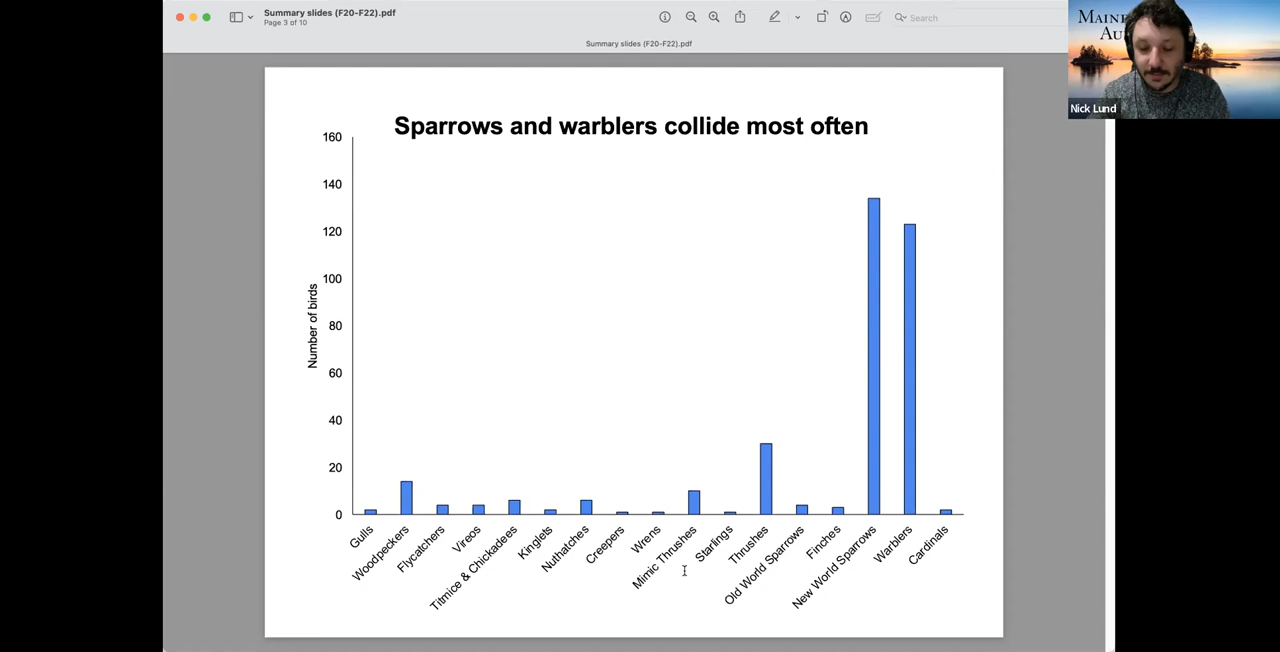 Summary slides (F20-F22).pdf
Page 3 of 10
Search
Summary slides (F20-F22).pdf
Nick Lund
Sparrows and warblers collide most often
Number of birds
160
140
120
100
80
60
40
20
0
Gulls
Woodpeckers
Flycatchers
Vireos
Titmice & Chickadees
Kinglets
Nuthatches
Creepers
Wrens
Mimic Thrushes
Starlings
Thrushes
Old World Sparrows
Finches
New World Sparrows
Warblers
Cardinals